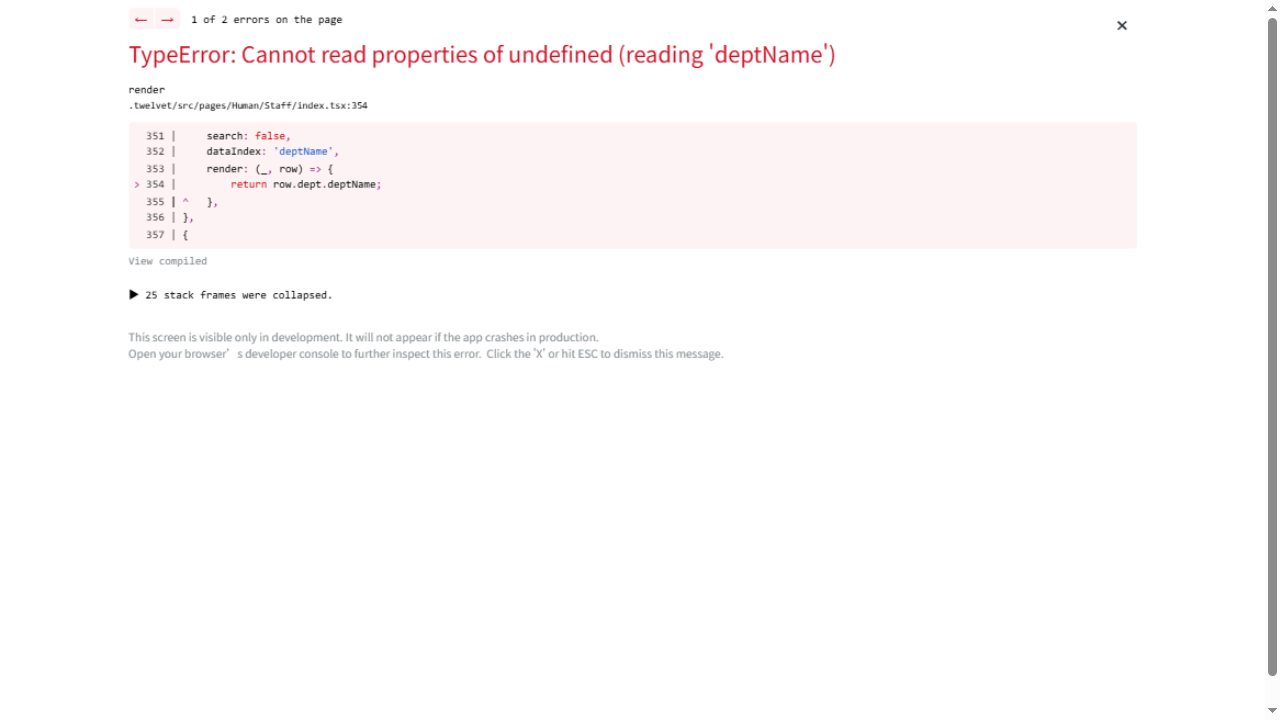 ← → 1 of 2 errors on the page
×
TypeError: Cannot read properties of undefined (reading 'deptName')
render
.twelvet/src/pages/Human/Staff/index.tsx:354
351 |     search: false,
352 |     dataIndex: 'deptName',
353 |     render: (_, row) => {
> 354 |         return row.dept.deptName;
355 | ^   },
356 | },
357 | {
View compiled
▶ 25 stack frames were collapsed.
This screen is visible only in development. It will not appear if the app crashes in production.
Open your browser’s developer console to further inspect this error. Click the 'X' or hit ESC to dismiss this message.